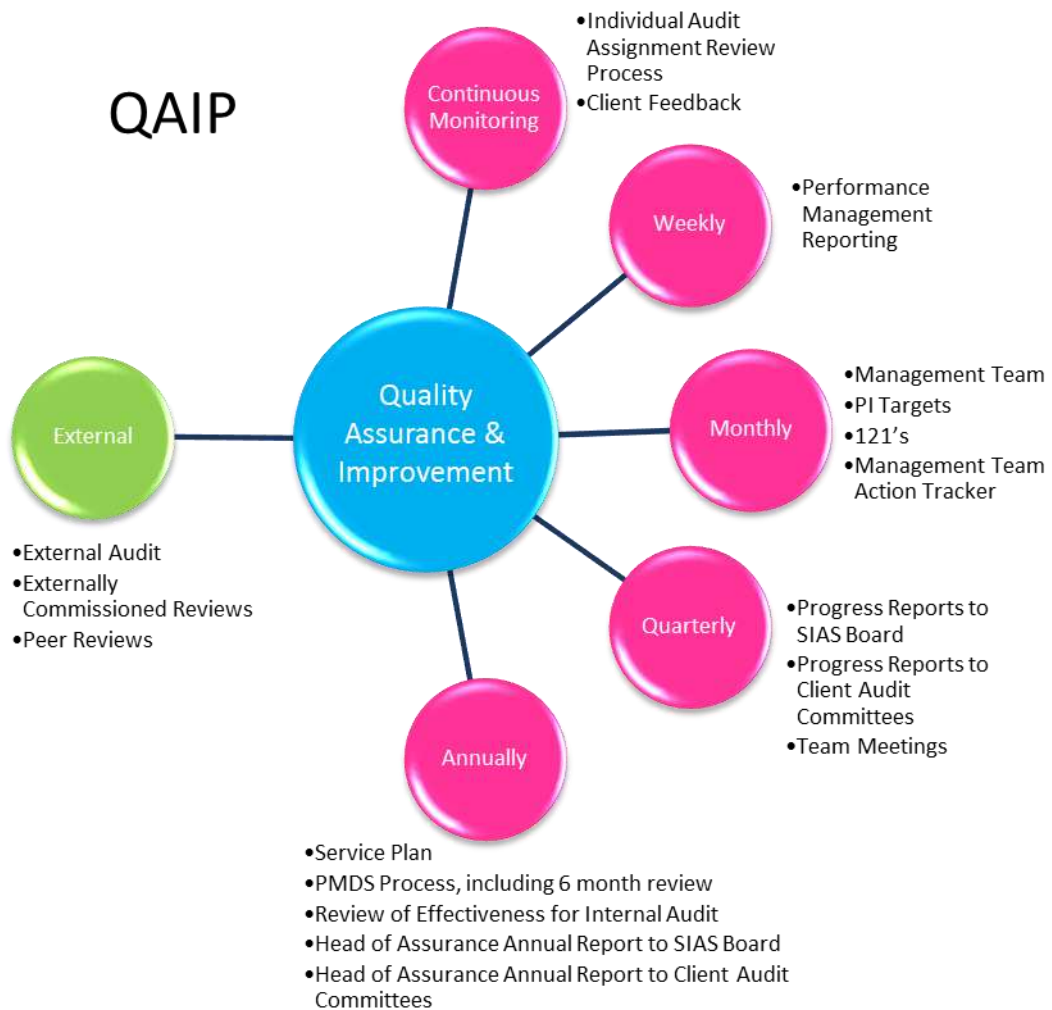 QAIP
Continuous
Monitoring
•Individual Audit
Assignment Review
Process
•Client Feedback
Weekly
•Performance
Management
Reporting
Monthly
•Management Team
•PI Targets
•121’s
•Management Team
Action Tracker
Quarterly
•Progress Reports to
SIAS Board
•Progress Reports to
Client Audit
Committees
•Team Meetings
Annually
•Service Plan
•PMDS Process, including 6 month review
•Review of Effectiveness for Internal Audit
•Head of Assurance Annual Report to SIAS Board
•Head of Assurance Annual Report to Client Audit
Committees
External
•External Audit
•Externally
Commissioned Reviews
•Peer Reviews
Quality
Assurance &
Improvement